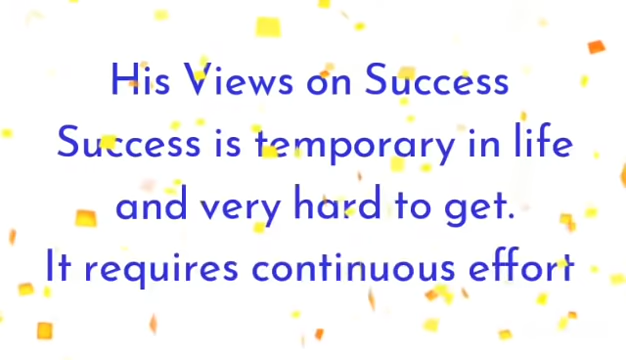 His Views on Success
Success is temporary in life
and very hard to get.
It requires continuous effort